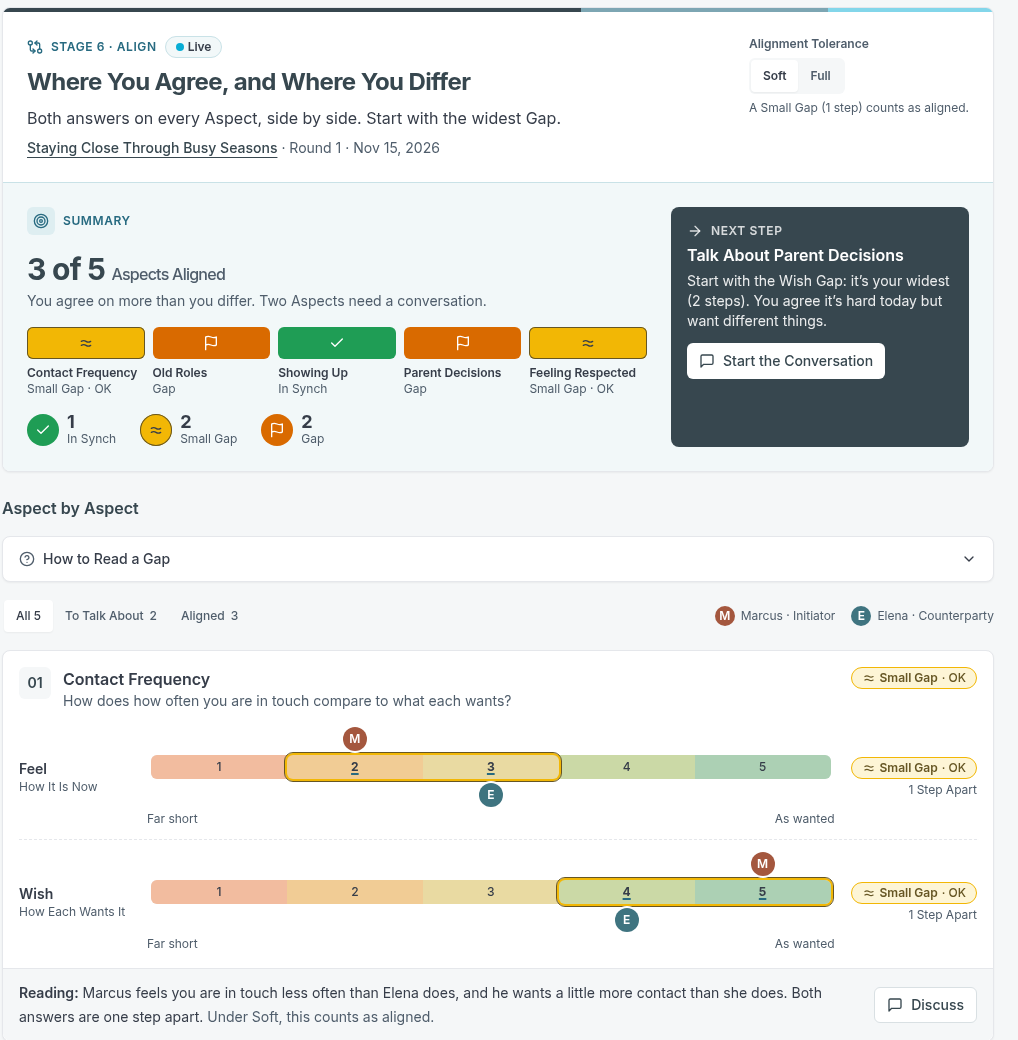 STAGE 6 · ALIGN
Live
Where You Agree, and Where You Differ
Both answers on every Aspect, side by side. Start with the widest Gap.
Staying Close Through Busy Seasons · Round 1 · Nov 15, 2026
Alignment Tolerance
Soft Full
A Small Gap (1 step) counts as aligned.
SUMMARY
3 of 5 Aspects Aligned
You agree on more than you differ. Two Aspects need a conversation.
Contact Frequency
Small Gap · OK
Old Roles
Gap
Showing Up
In Synch
Parent Decisions
Gap
Feeling Respected
Small Gap · OK
1
In Synch
2
Small Gap
2
Gap
NEXT STEP
Talk About Parent Decisions
Start with the Wish Gap: it's your widest
(2 steps). You agree it's hard today but
want different things.
Start the Conversation
Aspect by Aspect
How to Read a Gap
All 5 To Talk About 2 Aligned 3
M Marcus · Initiator E Elena · Counterparty
01 Contact Frequency
How does how often you are in touch compare to what each wants?
Small Gap · OK
M
Feel
How It Is Now
1 2 3 4 5
E
Far short As wanted
Small Gap · OK
1 Step Apart
M
Wish
How Each Wants It
1 2 3 4 5
E
Far short As wanted
Small Gap · OK
1 Step Apart
Reading: Marcus feels you are in touch less often than Elena does, and he wants a little more contact than she does. Both
answers are one step apart. Under Soft, this counts as aligned.
Discuss